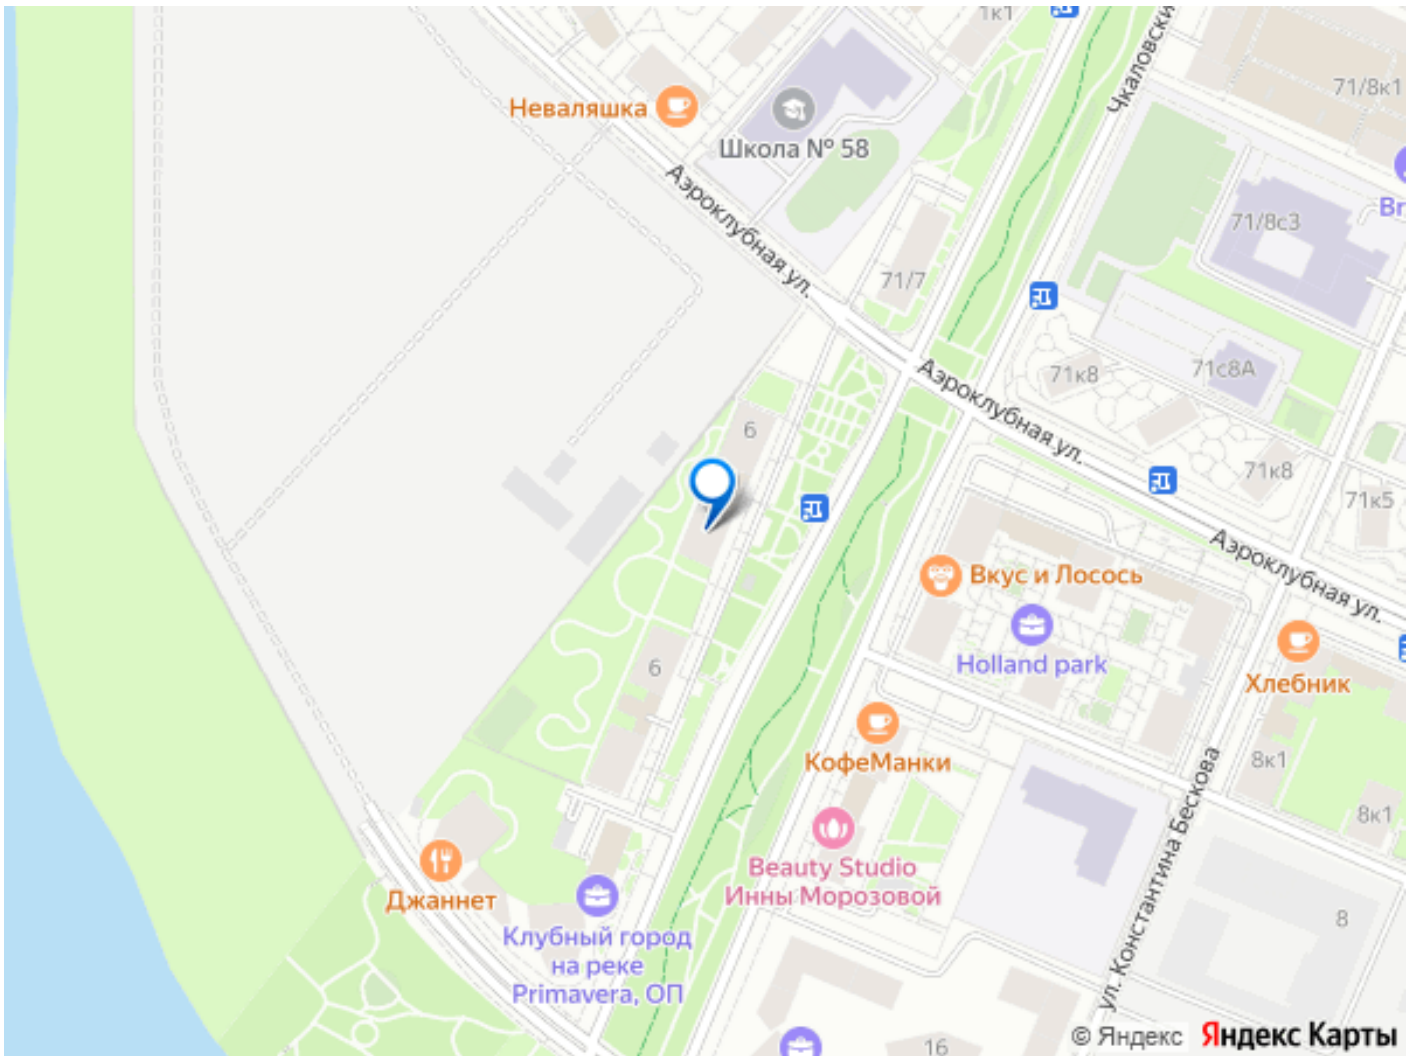 1к1
Чкаловски
71/8к1
Неваляшка
Школа № 58
Br
71/8с3
Аэроклубная ул.
71/7
Аэроклубная ул.
71к8
71с8А
6
71к8
71к5
Аэроклубная ул.
Вкус и Лосось
Holland park
6
Хлебник
КофеМанки
8к1
8к1
ул. Константина Бескова
Beauty Studio
Инны Морозовой
Джаннет
8
Клубный город
на реке
Primavera, ОП
16
© Яндекс Яндекс Карты